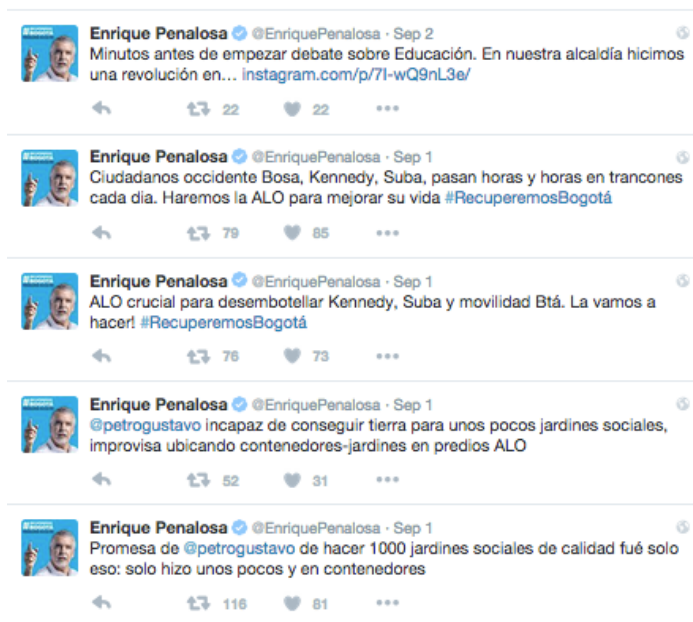 Enrique Penalosa @EnriquePenalosa · Sep 2
Minutos antes de empezar debate sobre Educación. En nuestra alcaldía hicimos
una revolución en... instagram.com/p/7I-wQ9nL3e/
22 22
Enrique Penalosa @EnriquePenalosa · Sep 1
Ciudadanos occidente Bosa, Kennedy, Suba, pasan horas y horas en trancones
cada dia. Haremos la ALO para mejorar su vida #RecuperemosBogotá
79 85
Enrique Penalosa @EnriquePenalosa · Sep 1
ALO crucial para desembotellar Kennedy, Suba y movilidad Btá. La vamos a
hacer! #RecuperemosBogotá
76 73
Enrique Penalosa @EnriquePenalosa · Sep 1
@petrogustavo incapaz de conseguir tierra para unos pocos jardines sociales,
improvisa ubicando contenedores-jardines en predios ALO
52 31
Enrique Penalosa @EnriquePenalosa · Sep 1
Promesa de @petrogustavo de hacer 1000 jardines sociales de calidad fué solo
eso: solo hizo unos pocos y en contenedores
116 81